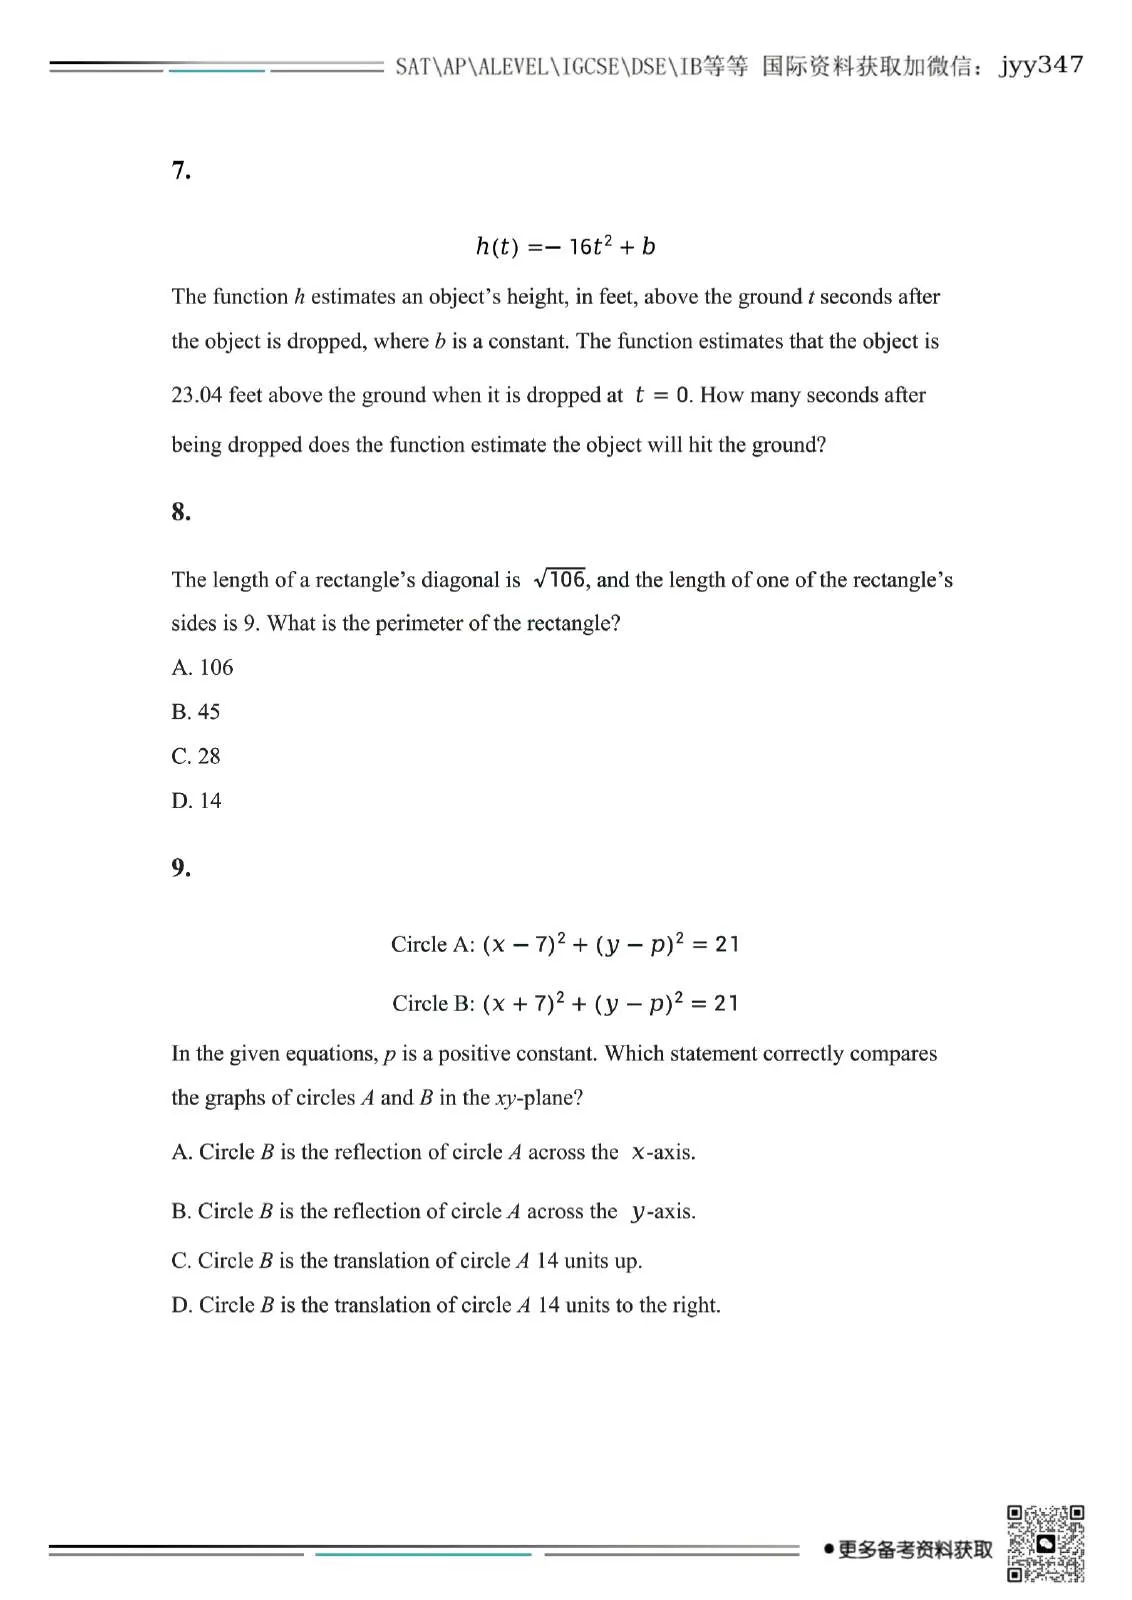 SAT\AP\ALEVEL\IGCSE\DSE\IB等等 国际资料获取加微信：jyy347
7.
h(t) =− 16t² + b
The function h estimates an object’s height, in feet, above the ground t seconds after
the object is dropped, where b is a constant. The function estimates that the object is
23.04 feet above the ground when it is dropped at t = 0. How many seconds after
being dropped does the function estimate the object will hit the ground?
8.
The length of a rectangle’s diagonal is √106, and the length of one of the rectangle’s
sides is 9. What is the perimeter of the rectangle?
A. 106
B. 45
C. 28
D. 14
9.
Circle A: (x − 7)² + (y − p)² = 21
Circle B: (x + 7)² + (y − p)² = 21
In the given equations, p is a positive constant. Which statement correctly compares
the graphs of circles A and B in the xy-plane?
A. Circle B is the reflection of circle A across the x-axis.
B. Circle B is the reflection of circle A across the y-axis.
C. Circle B is the translation of circle A 14 units up.
D. Circle B is the translation of circle A 14 units to the right.
●更多备考资料获取